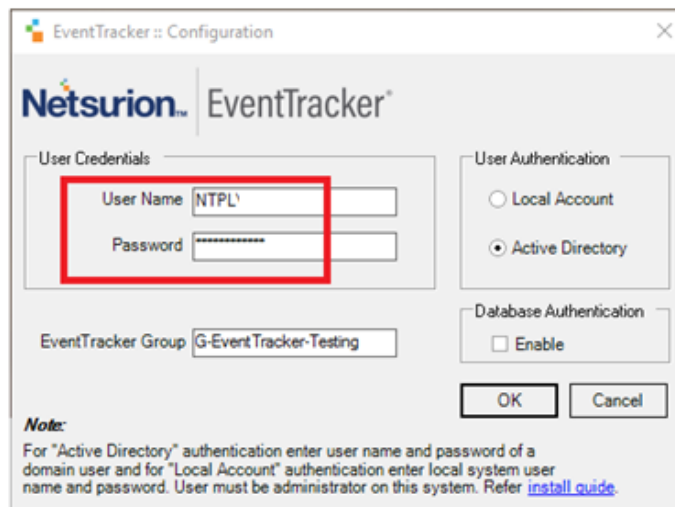 EventTracker :: Configuration
Netsurion™ EventTracker®
User Credentials
User Name NTPL\
Password *************
EventTracker Group G-EventTracker-Testing
User Authentication
Local Account
Active Directory
Database Authentication
Enable
OK Cancel
Note:
For "Active Directory" authentication enter user name and password of a
domain user and for "Local Account" authentication enter local system user
name and password. User must be administrator on this system. Refer install guide.